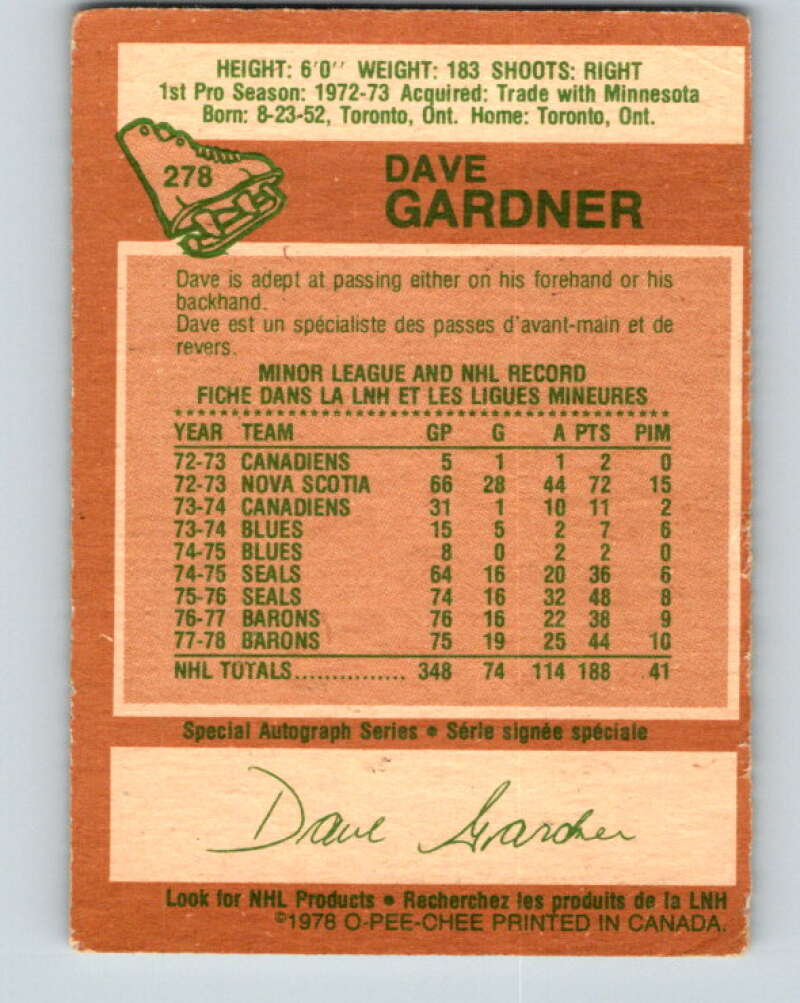 HEIGHT: 6'0'' WEIGHT: 183 SHOOTS: RIGHT
1st Pro Season: 1972-73 Acquired: Trade with Minnesota
Born: 8-23-52, Toronto, Ont. Home: Toronto, Ont.
278
DAVE
GARDNER
Dave is adept at passing either on his forehand or his
backhand.
Dave est un spécialiste des passes d'avant-main et de
revers.
MINOR LEAGUE AND NHL RECORD
FICHE DANS LA LNH ET LES LIGUES MINEURES
YEAR TEAM GP G A PTS PIM
72-73 CANADIENS 5 1 1 2 0
72-73 NOVA SCOTIA 66 28 44 72 15
73-74 CANADIENS 31 1 10 11 2
73-74 BLUES 15 5 2 7 6
74-75 BLUES 8 0 2 2 0
74-75 SEALS 64 16 20 36 6
75-76 SEALS 74 16 32 48 8
76-77 BARONS 76 16 22 38 9
77-78 BARONS 75 19 25 44 10
NHL TOTALS............... 348 74 114 188 41
Special Autograph Series • Série signée spéciale
Dave Gardner
Look for NHL Products • Recherchez les produits de la LNH
©1978 O-PEE-CHEE PRINTED IN CANADA.